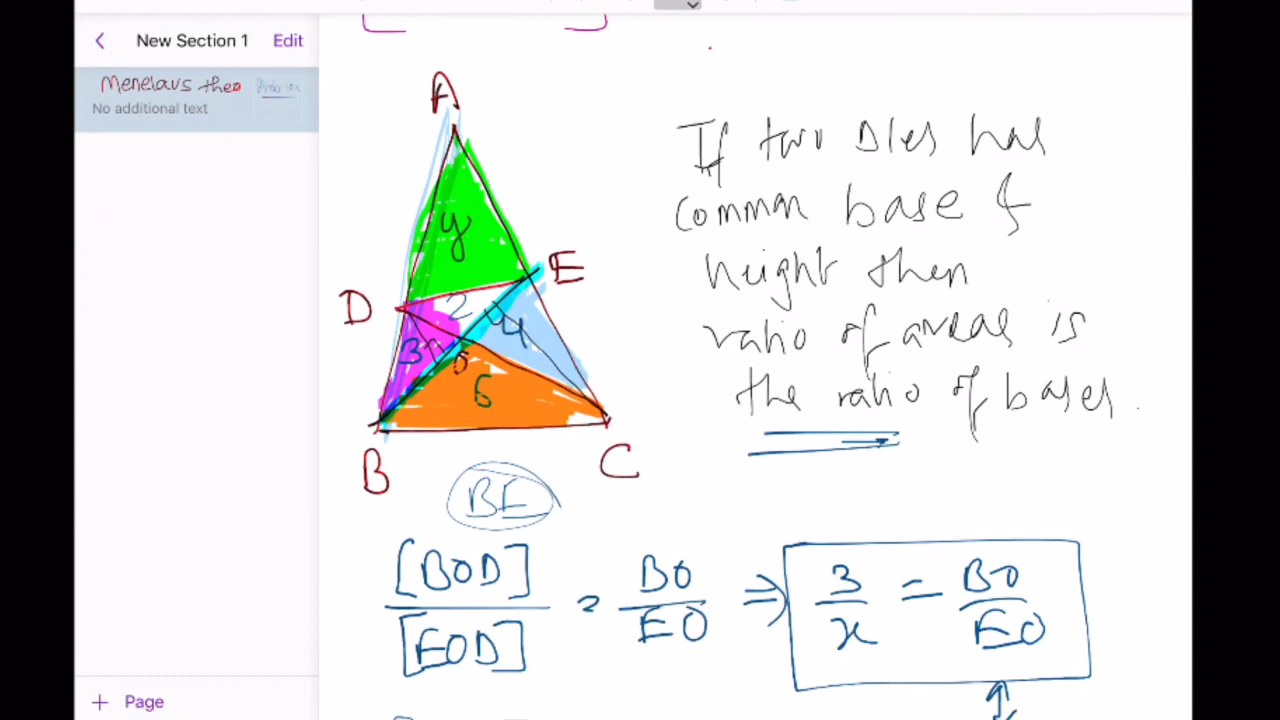 New Section 1
Edit
Menelaus theo
No additional text
A
y
E
D
2
4
3
O
6
B
C
If two Dles has
common base &
height then
ratio of areas is
the ratio of bases.
BE
[BOD] / [EOD] = BO / EO ⇒ 3 / x = BO / EO
+ Page